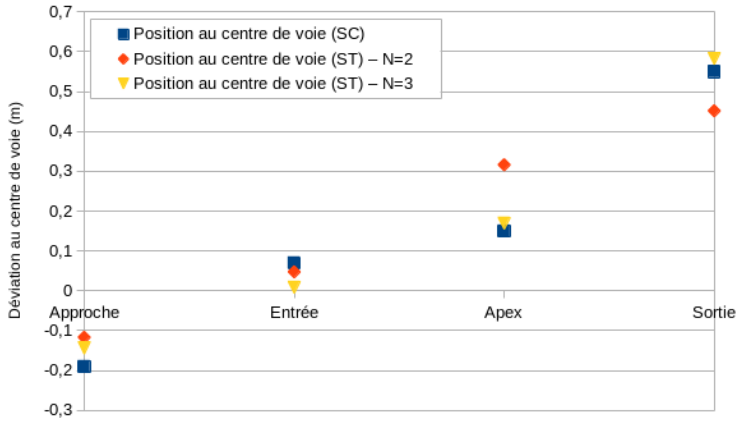 0,7
0,6
0,5
0,4
0,3
0,2
0,1
0
-0,1
-0,2
-0,3
Déviation au centre de voie (m)
Position au centre de voie (SC)
Position au centre de voie (ST) – N=2
Position au centre de voie (ST) – N=3
Approche Entrée Apex Sortie